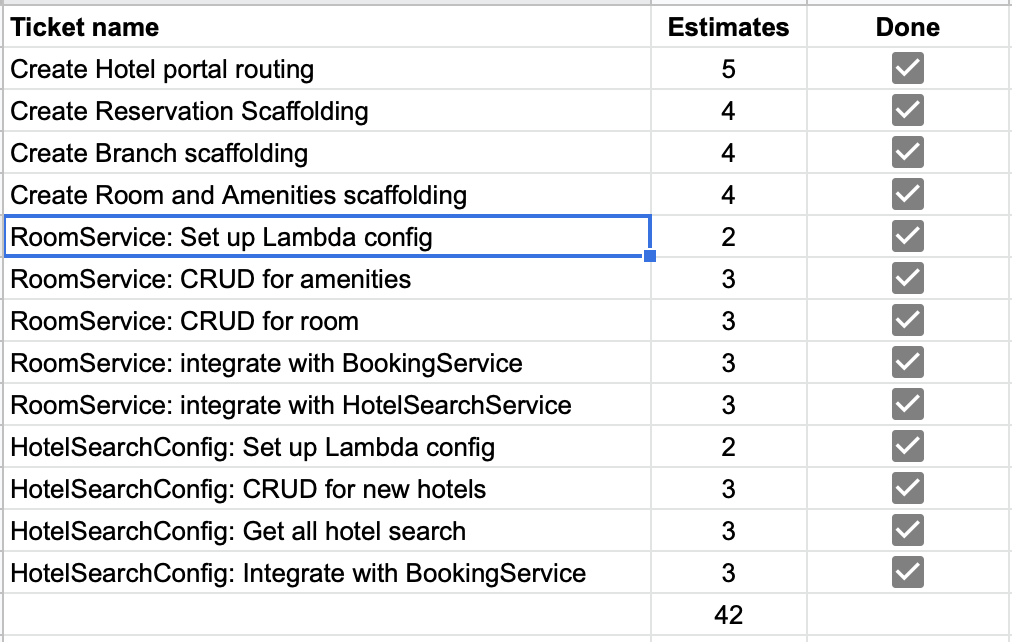 Ticket name Estimates Done
Create Hotel portal routing 5
Create Reservation Scaffolding 4
Create Branch scaffolding 4
Create Room and Amenities scaffolding 4
RoomService: Set up Lambda config 2
RoomService: CRUD for amenities 3
RoomService: CRUD for room 3
RoomService: integrate with BookingService 3
RoomService: integrate with HotelSearchService 3
HotelSearchConfig: Set up Lambda config 2
HotelSearchConfig: CRUD for new hotels 3
HotelSearchConfig: Get all hotel search 3
HotelSearchConfig: Integrate with BookingService 3
42